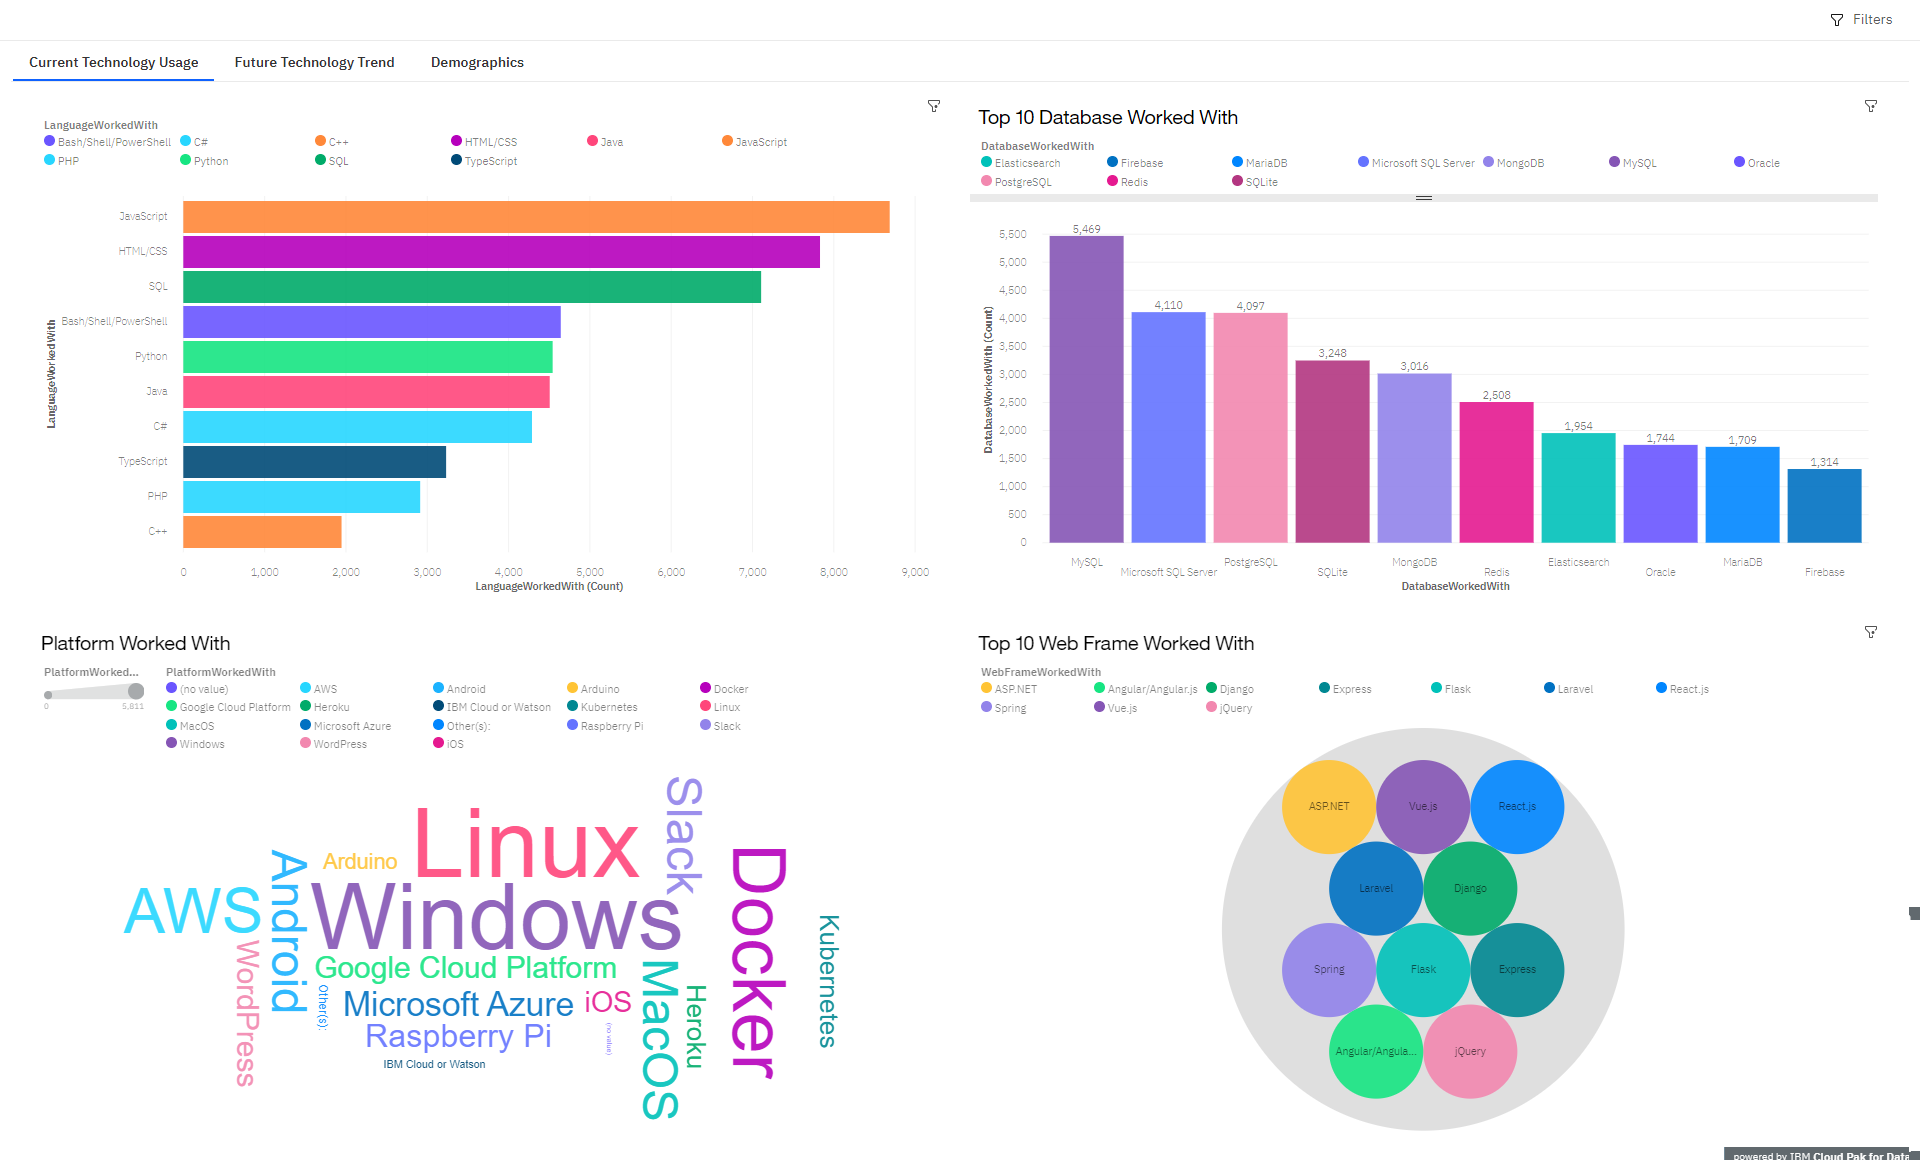 Filters
Current Technology Usage Future Technology Trend Demographics
LanguageWorkedWith
Bash/Shell/PowerShell C# C++ HTML/CSS Java JavaScript
PHP Python SQL TypeScript
LanguageWorkedWith
JavaScript
HTML/CSS
SQL
Bash/Shell/PowerShell
Python
Java
C#
TypeScript
PHP
C++
0 1,000 2,000 3,000 4,000 5,000 6,000 7,000 8,000 9,000
LanguageWorkedWith (Count)
Top 10 Database Worked With
DatabaseWorkedWith
Elasticsearch Firebase MariaDB Microsoft SQL Server MongoDB MySQL Oracle
PostgreSQL Redis SQLite
DatabaseWorkedWith (Count)
5,500
5,000
4,500
4,000
3,500
3,000
2,500
2,000
1,500
1,000
500
0
5,469 4,110 4,097 3,248 3,016 2,508 1,954 1,744 1,709 1,314
MySQL Microsoft SQL Server PostgreSQL SQLite MongoDB Redis Elasticsearch Oracle MariaDB Firebase
DatabaseWorkedWith
Platform Worked With
PlatformWorked... PlatformWorkedWith
0 5,811
(no value) AWS Android Arduino Docker
Google Cloud Platform Heroku IBM Cloud or Watson Kubernetes Linux
MacOS Microsoft Azure Other(s): Raspberry Pi Slack
Windows WordPress iOS
Slack
Linux
Arduino
Android
Docker
AWS
Windows
Kubernetes
WordPress
Google Cloud Platform
MacOS
Other(s):
Microsoft Azure
iOS
Heroku
Raspberry Pi
(no value)
IBM Cloud or Watson
Top 10 Web Frame Worked With
WebFrameWorkedWith
ASP.NET Angular/Angular.js Django Express Flask Laravel React.js
Spring Vue.js jQuery
ASP.NET Vue.js React.js
Laravel Django
Spring Flask Express
Angular/Angula... jQuery
powered by IBM Cloud Pak for Data